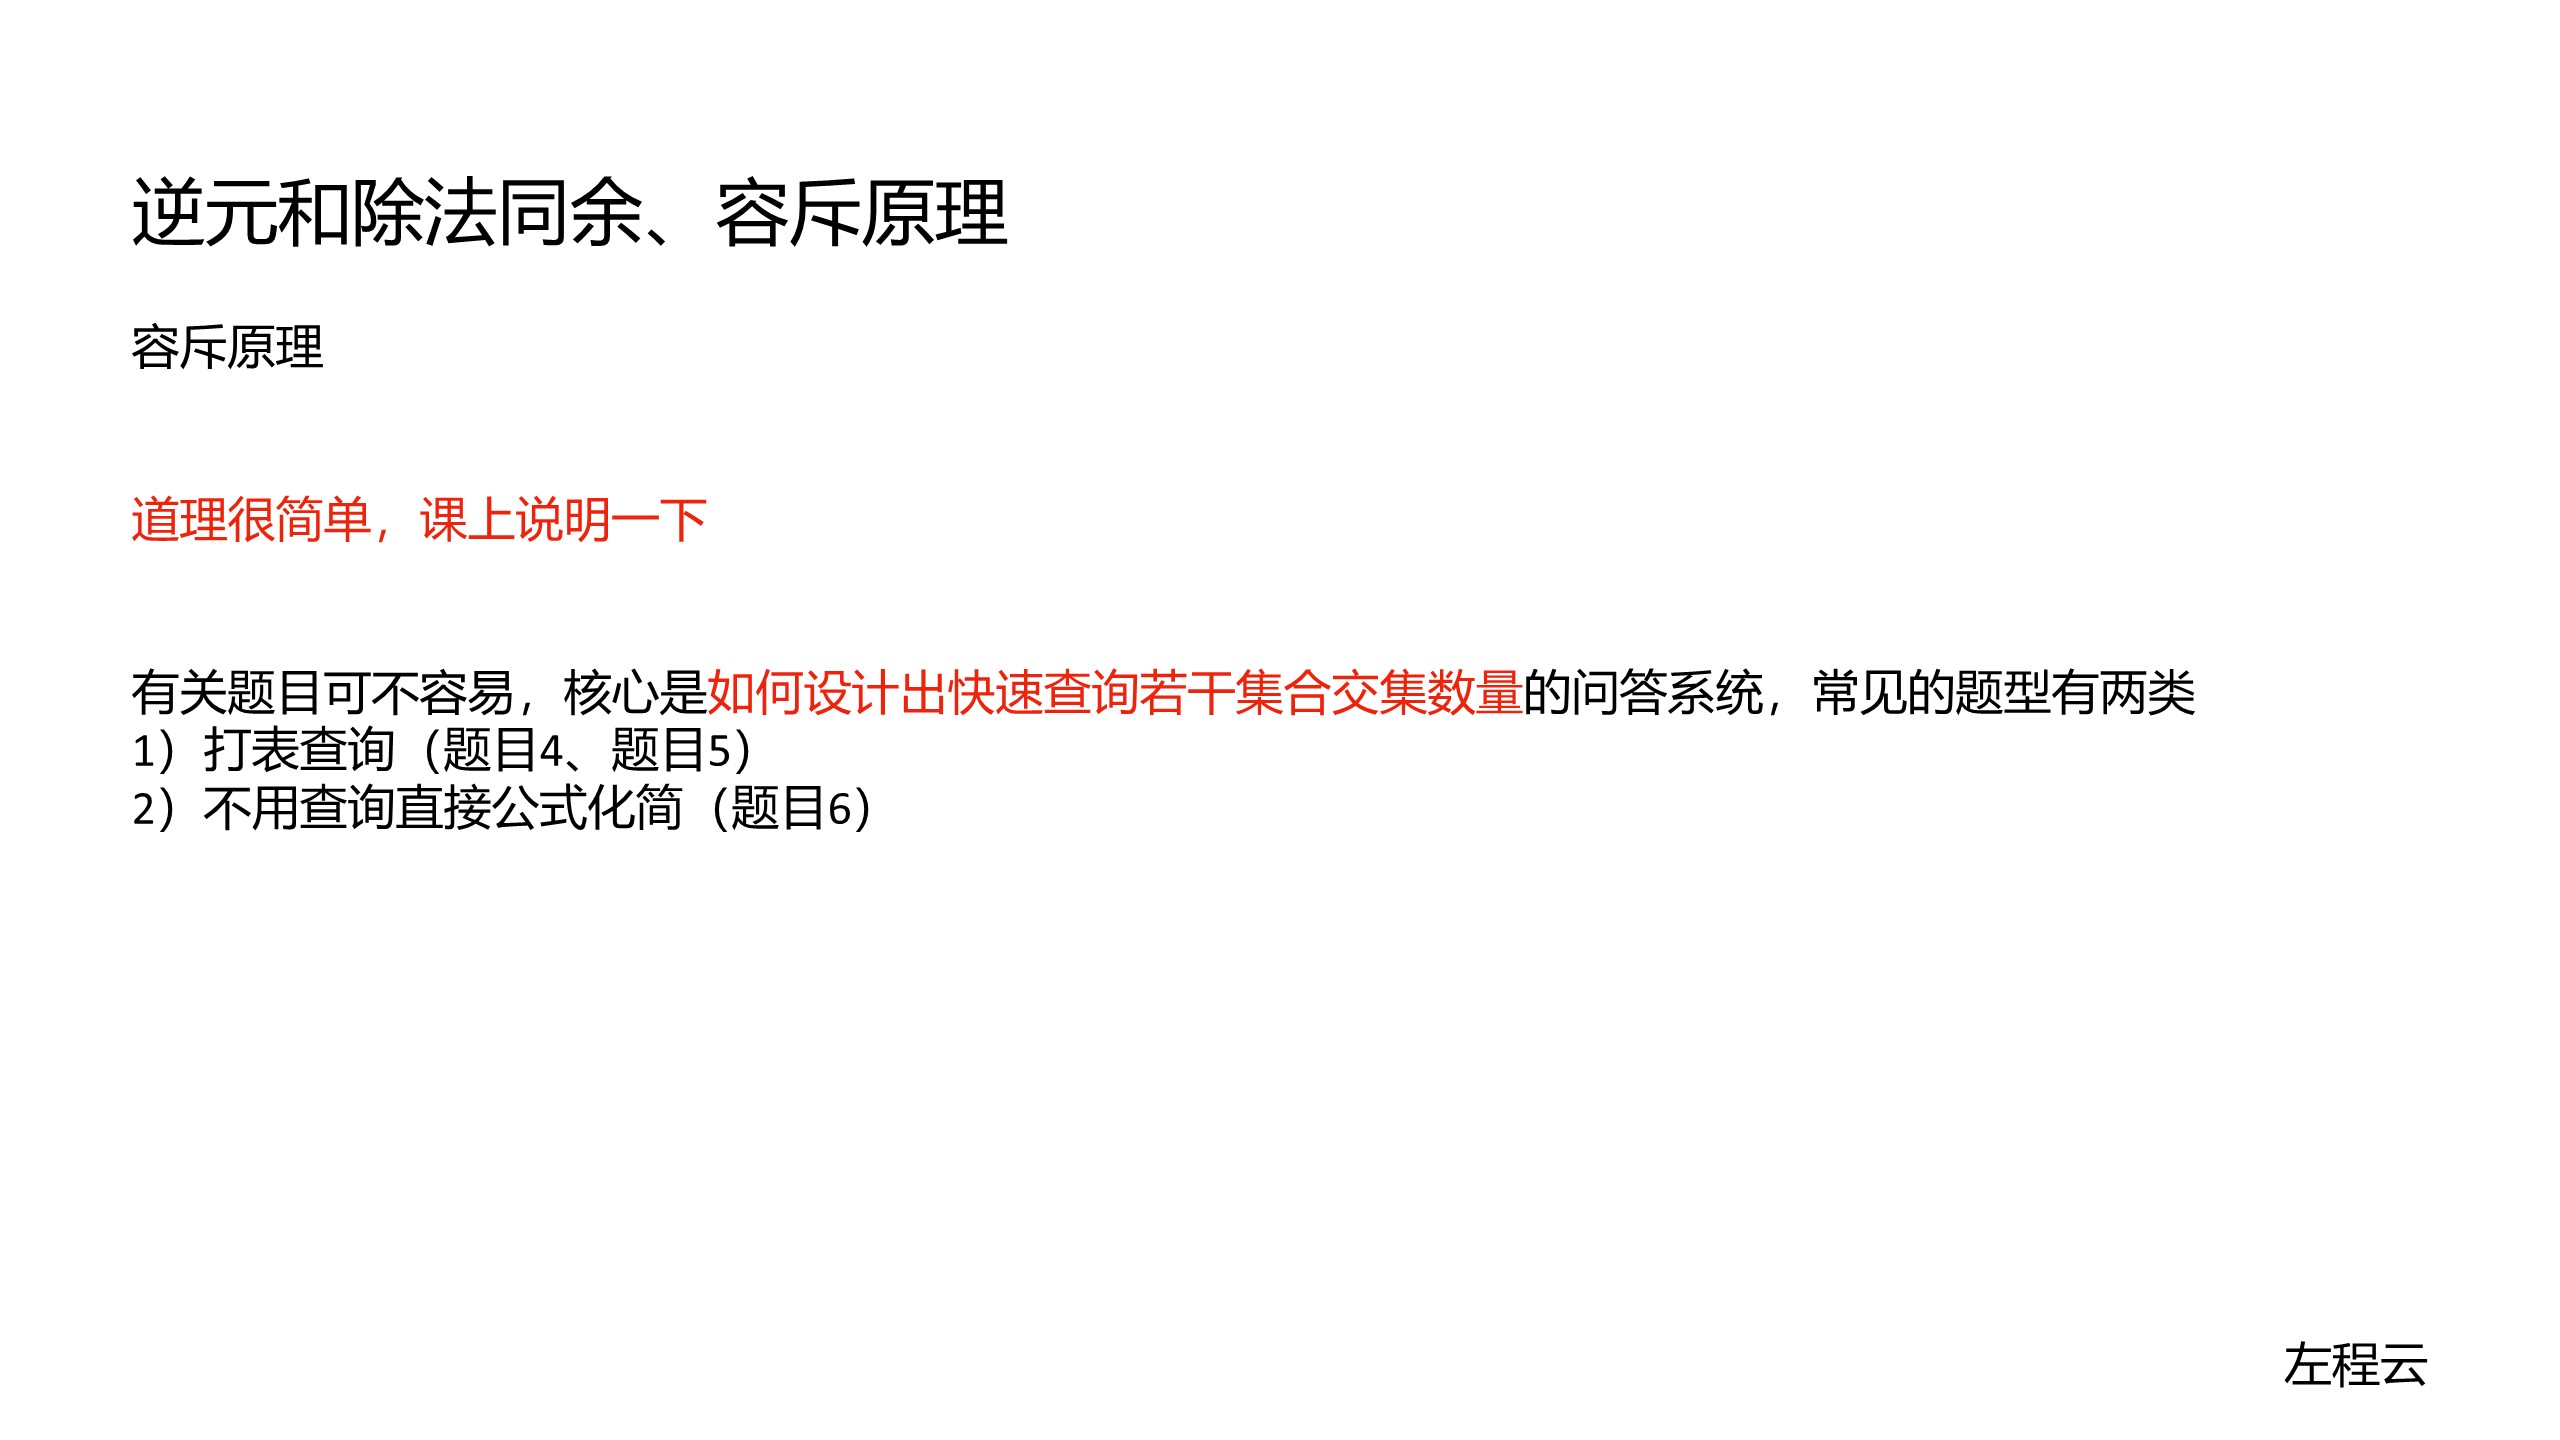 逆元和除法同余、容斥原理
容斥原理
道理很简单，课上说明一下
有关题目可不容易，核心是如何设计出快速查询若干集合交集数量的问答系统，常见的题型有两类
1）打表查询（题目4、题目5）
2）不用查询直接公式化简（题目6）
左程云